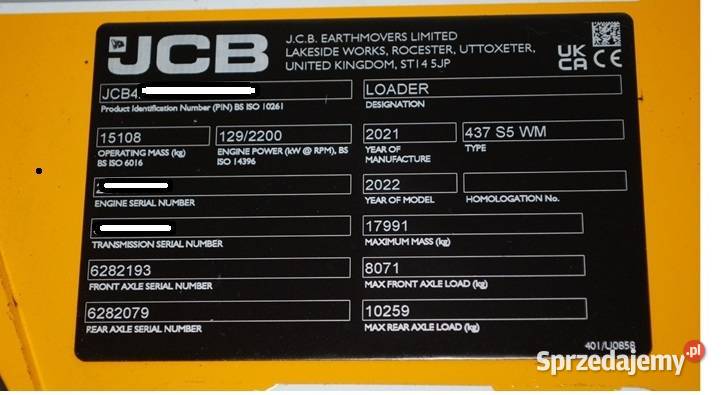 JCB
J.C.B. EARTHMOVERS LIMITED
LAKESIDE WORKS, ROCESTER, UTTOXETER,
UNITED KINGDOM, ST14 5JP
UK
CA CE
JCB4
Product Identification Number (PIN) BS ISO 10261
LOADER
DESIGNATION
15108
OPERATING MASS (kg)
BS ISO 6016
129/2200
ENGINE POWER (kW @ RPM), BS
ISO 14396
2021
YEAR OF
MANUFACTURE
437 S5 WM
TYPE
ENGINE SERIAL NUMBER
2022
YEAR OF MODEL
HOMOLOGATION No.
TRANSMISSION SERIAL NUMBER
17991
MAXIMUM MASS (kg)
6282193
FRONT AXLE SERIAL NUMBER
8071
MAX FRONT AXLE LOAD (kg)
6282079
REAR AXLE SERIAL NUMBER
10259
MAX REAR AXLE LOAD (kg)
Sprzedajemy.pl